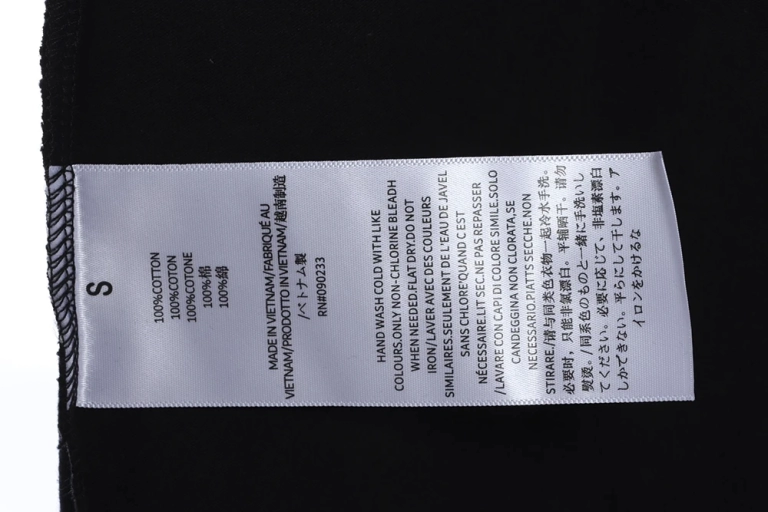 S
100%COTTON
100%COTON
100%COTONE
100%棉
100%綿
MADE IN VIETNAM/FABRIQUÉ AU
VIETNAM/PRODOTTO IN VIETNAM/越南制造
/ベトナム製
RN#090233
HAND WASH COLD WITH LIKE
COLOURS.ONLY NON-CHLORINE BLEADH
WHEN NEEDED.FLAT DRY.DO NOT
IRON/LAVER AVEC DES COULEURS
SIMILAIRES.SEULEMENT DE L'EAU DE JAVEL
SANS CHLORE'QUAND C'EST
NÉCESSAIRE.LIT SEC.NE PAS REPASSER
/LAVARE CON CAPI DI COLORE SIMILE.SOLO
CANDEGGINA NON CLORATA,SE
NECESSARIO.PIATTS SECCHE.NON
STIRARE./请与同类色衣物一起冷水手洗。
必要时，只能非氯漂白。平铺晒干。请勿
熨烫。/同系色のものと一緒に手洗いし
てください。必要に応じて、非塩素漂白
しかできない。平らにして干します。ア
イロンをかけるな